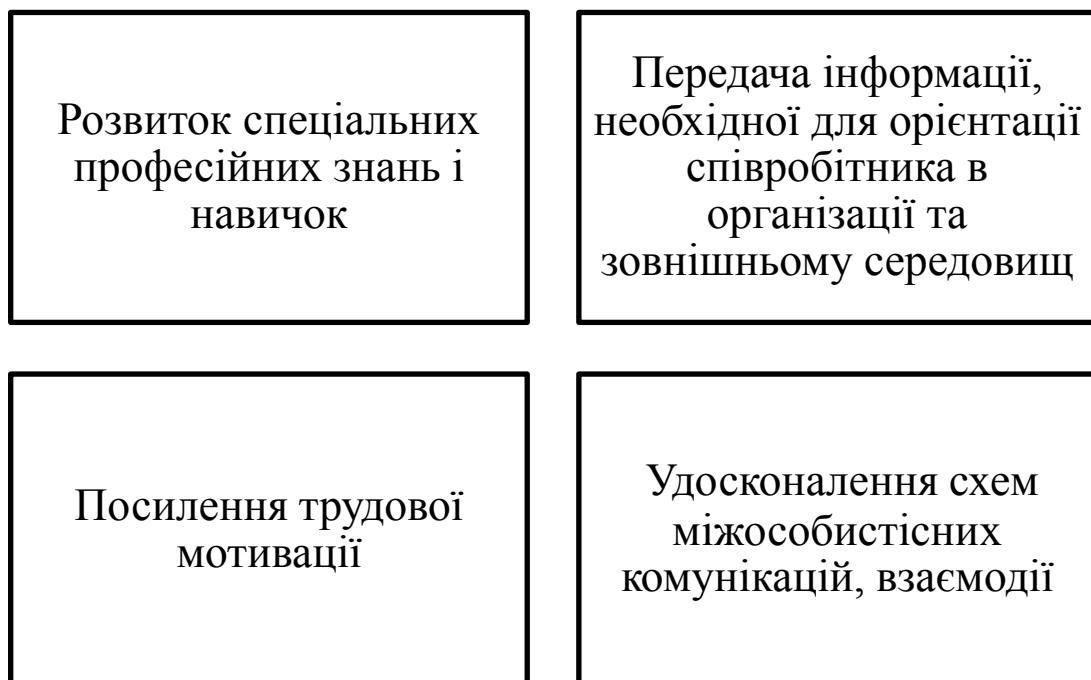 Розвиток спеціальних
професійних знань і
навичок
Передача інформації,
необхідної для орієнтації
співробітника в
організації та
зовнішньому середовищ
Посилення трудової
мотивації
Удосконалення схем
міжособистісних
комунікацій, взаємодії